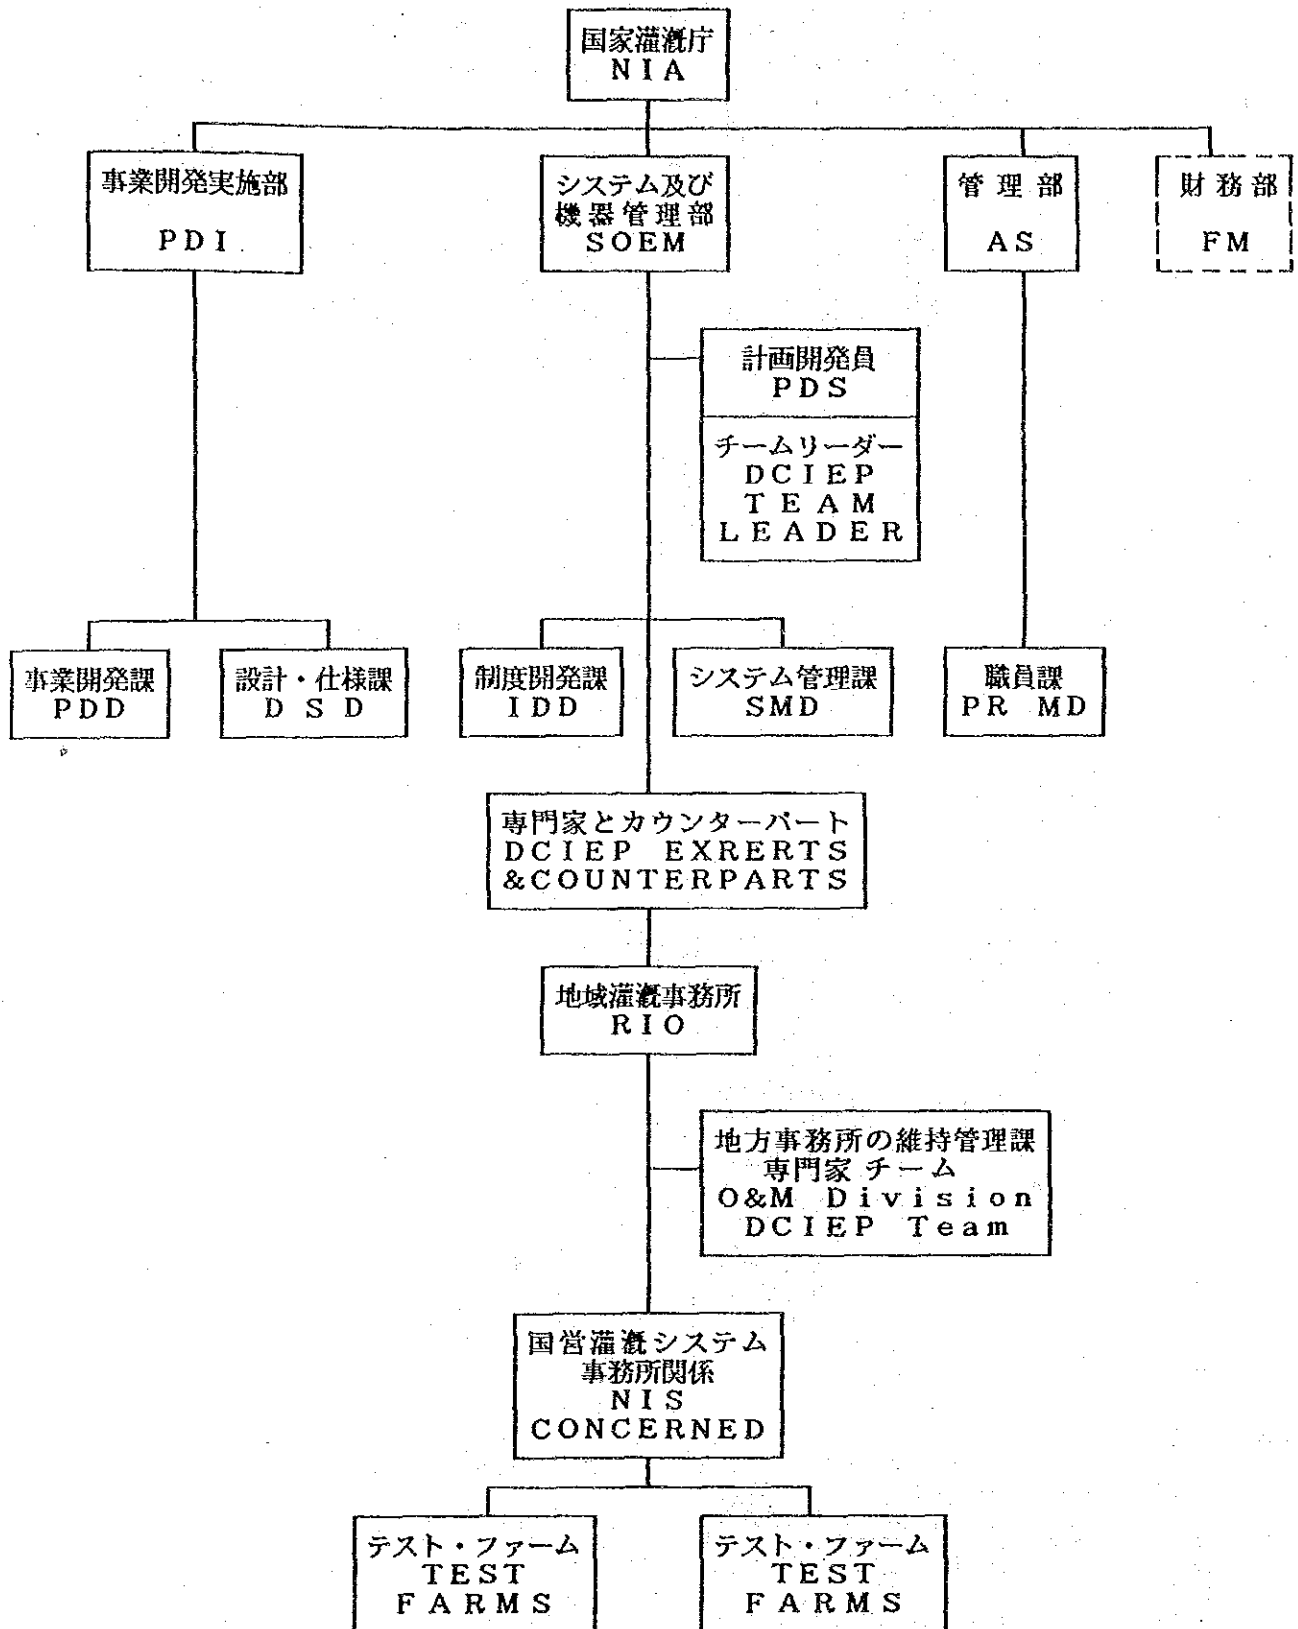 国家灌漑庁
NIA
事業開発実施部
PDI
システム及び
機器管理部
SOEM
管理部
AS
財務部
FM
計画開発員
PDS
チームリーダー
DCIEP
TEAM
LEADER
事業開発課
PDD
設計・仕様課
DSD
制度開発課
IDD
システム管理課
SMD
職員課
PR MD
専門家とカウンターパート
DCIEP EXRERTS
&COUNTERPARTS
地域灌漑事務所
RIO
地方事務所の維持管理課
専門家チーム
O&M Division
DCIEP Team
国営灌漑システム
事務所関係
NIS
CONCERNED
テスト・ファーム
TEST
FARMS
テスト・ファーム
TEST
FARMS